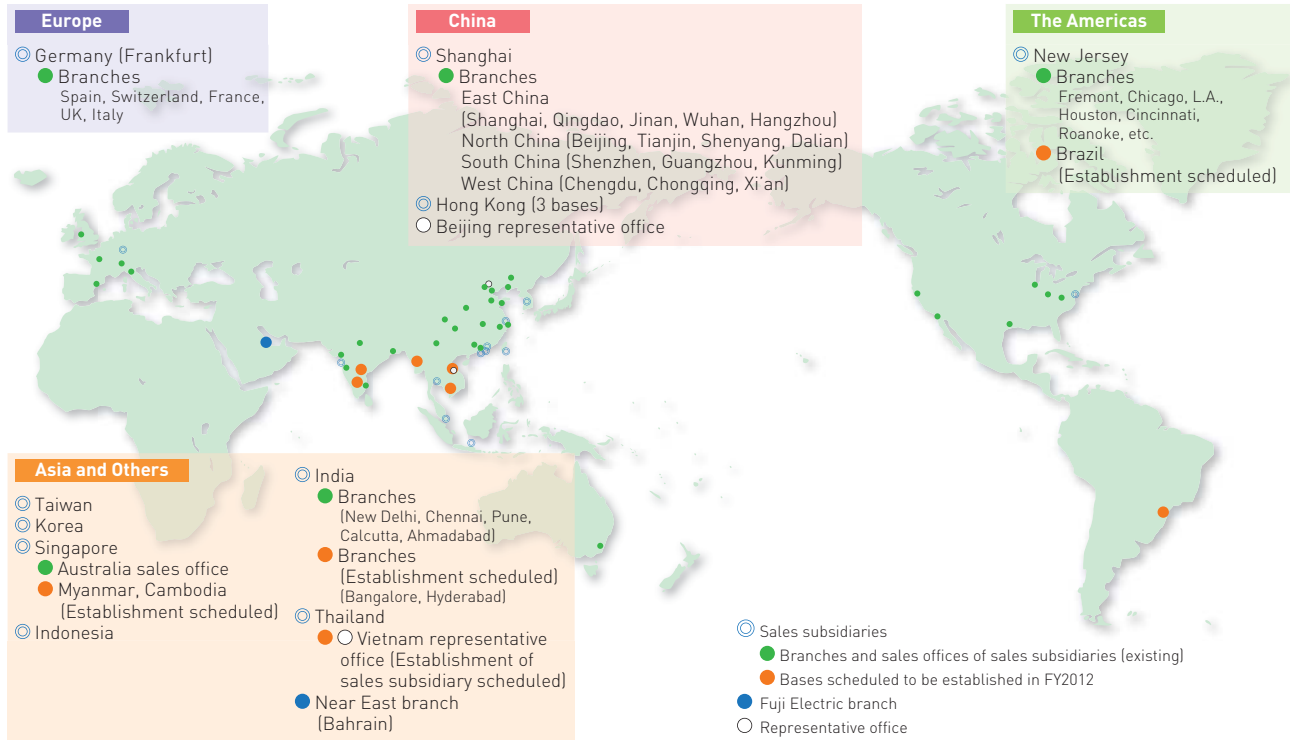 Europe
Germany (Frankfurt)
Branches
Spain, Switzerland, France,
UK, Italy
China
Shanghai
Branches
East China
(Shanghai, Qingdao, Jinan, Wuhan, Hangzhou)
North China (Beijing, Tianjin, Shenyang, Dalian)
South China (Shenzhen, Guangzhou, Kunming)
West China (Chengdu, Chongqing, Xi'an)
Hong Kong (3 bases)
Beijing representative office
The Americas
New Jersey
Branches
Fremont, Chicago, L.A.,
Houston, Cincinnati,
Roanoke, etc.
Brazil
(Establishment scheduled)
Asia and Others
Taiwan
Korea
Singapore
Australia sales office
Myanmar, Cambodia
(Establishment scheduled)
Indonesia
India
Branches
(New Delhi, Chennai, Pune,
Calcutta, Ahmadabad)
Branches
(Establishment scheduled)
(Bangalore, Hyderabad)
Thailand
Vietnam representative
office (Establishment of
sales subsidiary scheduled)
Near East branch
(Bahrain)
Sales subsidiaries
Branches and sales offices of sales subsidiaries (existing)
Bases scheduled to be established in FY2012
Fuji Electric branch
Representative office